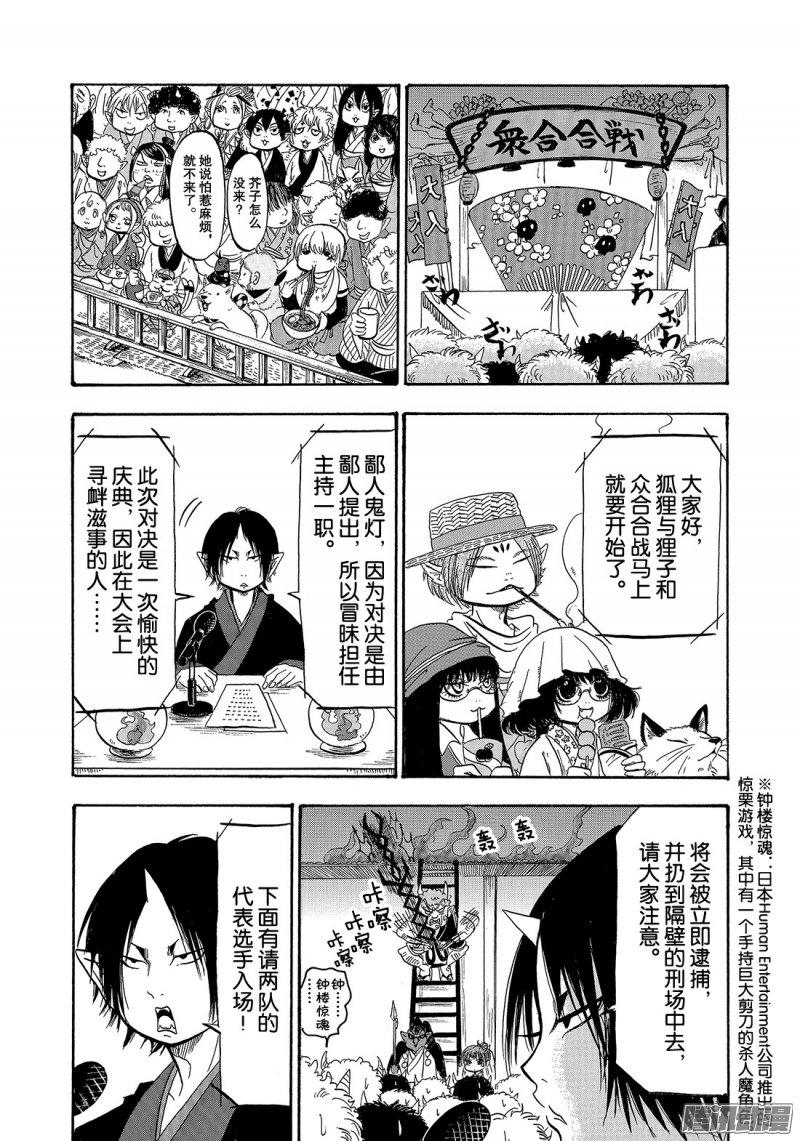 衆合合戦
大入
大入
ざわ
ざわ
ざわ
芥子怎么
没来？
她说怕惹麻烦，
就不来了。
大家好，
狐狸与狸子和
众合合战马上
就要开始了。
鄙人鬼灯，因为对决是由
鄙人提出，所以冒昧担任
主持一职。
此次对决是一次愉快的
庆典，因此在大会上
寻衅滋事的人……
将会被立即逮捕，
并扔到隔壁的刑场中去，
请大家注意。
轰
轰
咔嚓
咔嚓
咔嚓
钟……
钟楼惊魂……
下面有请两队的
代表选手入场！
※钟楼惊魂：日本Human Entertainment公司推出的
惊栗游戏，其中有一个手持巨大剪刀的杀人魔角色
腾讯动漫